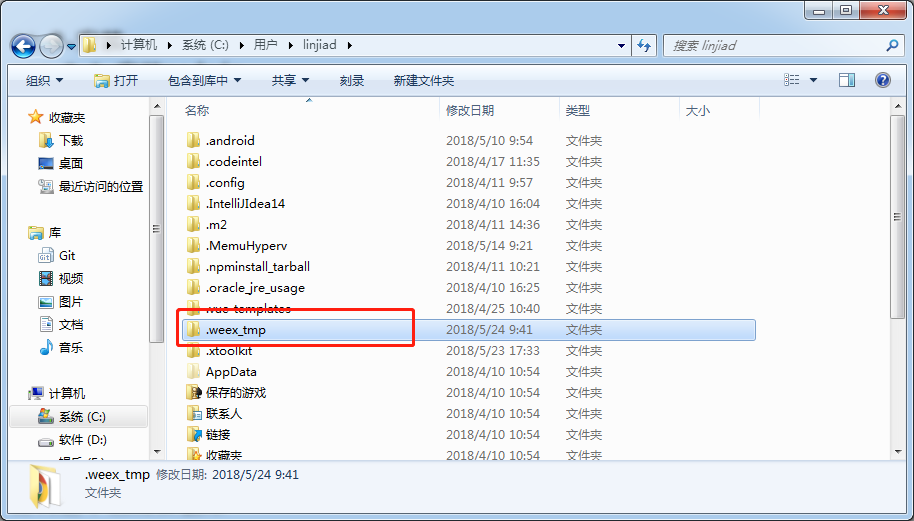 计算机 系统 (C:) 用户 linjiad
搜索 linjiad
组织 打开 包含到库中 共享 刻录 新建文件夹
名称 修改日期 类型 大小
收藏夹
下载
桌面
最近访问的位置
库
Git
视频
图片
文档
音乐
计算机
系统 (C:)
软件 (D:)
.android 2018/5/10 9:54 文件夹
.codeintel 2018/4/17 11:35 文件夹
.config 2018/4/11 9:57 文件夹
.IntelliJIdea14 2018/4/10 16:04 文件夹
.m2 2018/4/11 14:36 文件夹
.MemuHyperv 2018/5/14 9:21 文件夹
.npminstall_tarball 2018/4/11 10:21 文件夹
.oracle_jre_usage 2018/4/10 16:25 文件夹
.vue-templates 2018/4/25 10:40 文件夹
.weex_tmp 2018/5/24 9:41 文件夹
.xtoolkit 2018/5/23 17:33 文件夹
AppData 2018/4/10 10:54 文件夹
保存的游戏 2018/4/10 10:54 文件夹
联系人 2018/4/10 10:54 文件夹
链接 2018/4/10 10:54 文件夹
收藏夹 2018/4/10 10:54 文件夹
.weex_tmp 修改日期: 2018/5/24 9:41
文件夹